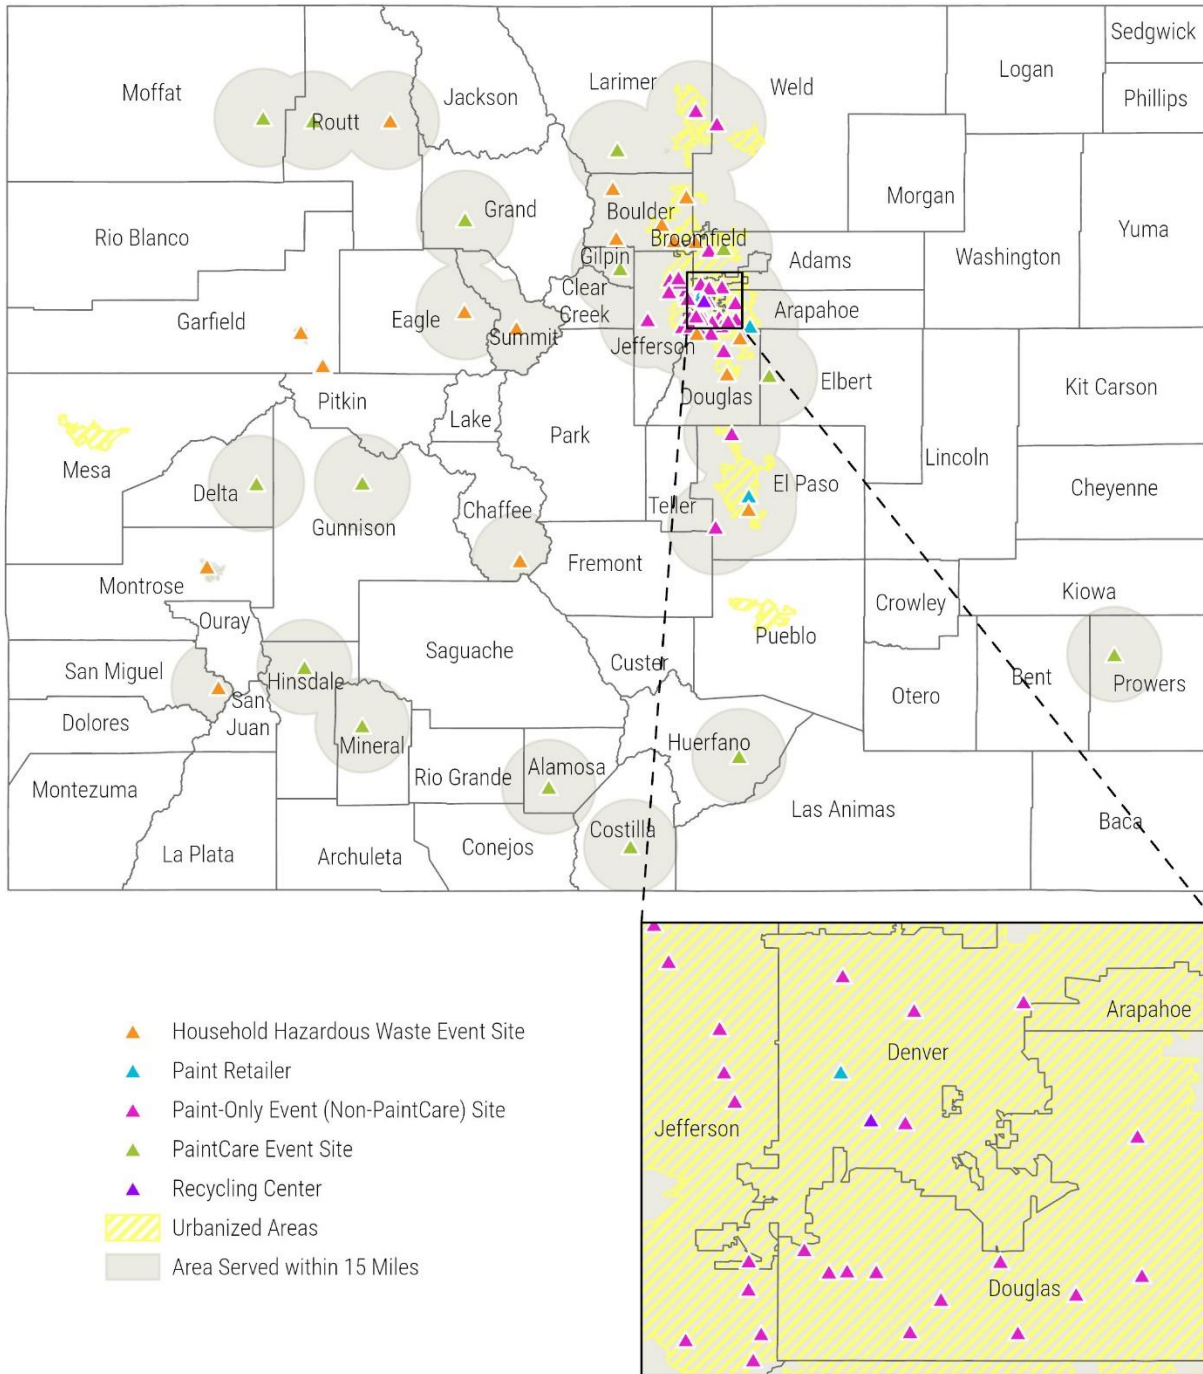 Sedgwick
Larimer
Weld
Logan
Moffat
Jackson
Phillips
Routt
Morgan
Grand
Boulder
Yuma
Rio Blanco
Broomfield
Washington
Gilpin
Adams
Clear
Creek
Garfield
Eagle
Arapahoe
Summit
Jefferson
Elbert
Kit Carson
Pitkin
Douglas
Lake
Park
Lincoln
Mesa
El Paso
Cheyenne
Delta
Teller
Chaffee
Gunnison
Fremont
Montrose
Kiowa
Crowley
Ouray
Pueblo
Saguache
Custer
San Miguel
Hinsdale
Bent
Prowers
San
Juan
Otero
Dolores
Mineral
Huerfano
Alamosa
Rio Grande
Montezuma
Las Animas
Baca
Costilla
Conejos
La Plata
Archuleta
Household Hazardous Waste Event Site
Paint Retailer
Paint-Only Event (Non-PaintCare) Site
PaintCare Event Site
Recycling Center
Urbanized Areas
Area Served within 15 Miles
Arapahoe
Denver
Jefferson
Douglas